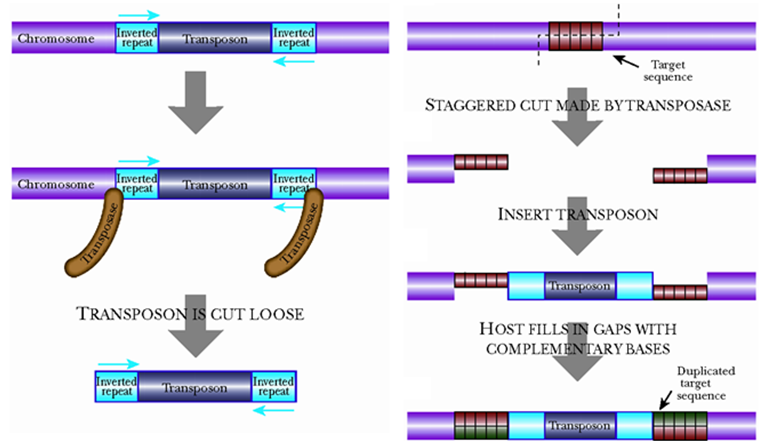 Chromosome
Inverted
repeat
Transposon
Inverted
repeat
Chromosome
Inverted
repeat
Transposon
Inverted
repeat
Transposase
Transposase
TRANSPOSON IS CUT LOOSE
Inverted
repeat
Transposon
Inverted
repeat
Target
sequence
STAGGERED CUT MADE BY TRANSPOSASE
INSERT TRANSPOSON
Transposon
HOST FILLS IN GAPS WITH
COMPLEMENTARY BASES
Duplicated
target
sequence
Transposon